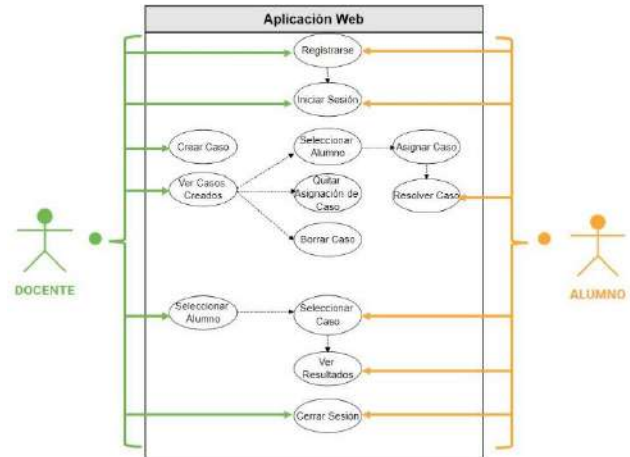 Aplicación Web
Registrarse
Iniciar Sesión
Crear Caso
Seleccionar
Alumno
Asignar Caso
Ver Casos
Creados
Quitar
Asignación de
Caso
Resolver Caso
Borrar Caso
DOCENTE
ALUMNO
Seleccionar
Alumno
Seleccionar
Caso
Ver
Resultados
Cerrar Sesión